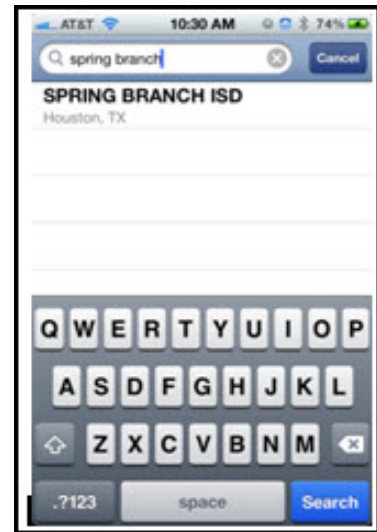 AT&T 10:30 AM 74%
spring branch Cancel
SPRING BRANCH ISD
Houston, TX
Q W E R T Y U I O P
A S D F G H J K L
Z X C V B N M
.?123 space Search